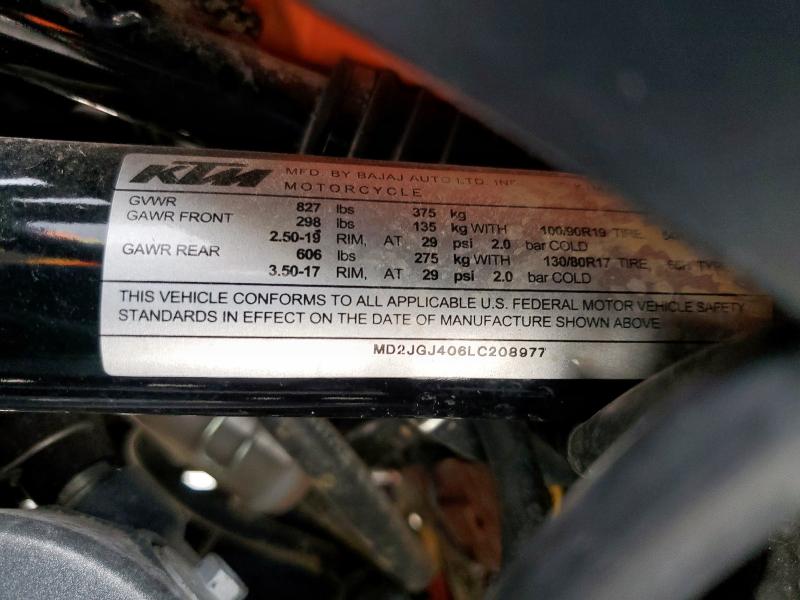 KTM MFD. BY BAJAJ AUTO LTD.
MOTORCYCLE
GVWR 827 lbs 375 kg
GAWR FRONT 298 lbs 135 kg WITH 100/90R19 TIRE,
2.50-19 RIM, AT 29 psi 2.0 bar COLD
GAWR REAR 606 lbs 275 kg WITH 130/80R17 TIRE,
3.50-17 RIM, AT 29 psi 2.0 bar COLD
THIS VEHICLE CONFORMS TO ALL APPLICABLE U.S. FEDERAL MOTOR VEHICLE SAFETY
STANDARDS IN EFFECT ON THE DATE OF MANUFACTURE SHOWN ABOVE
MD2JGJ406LC208977